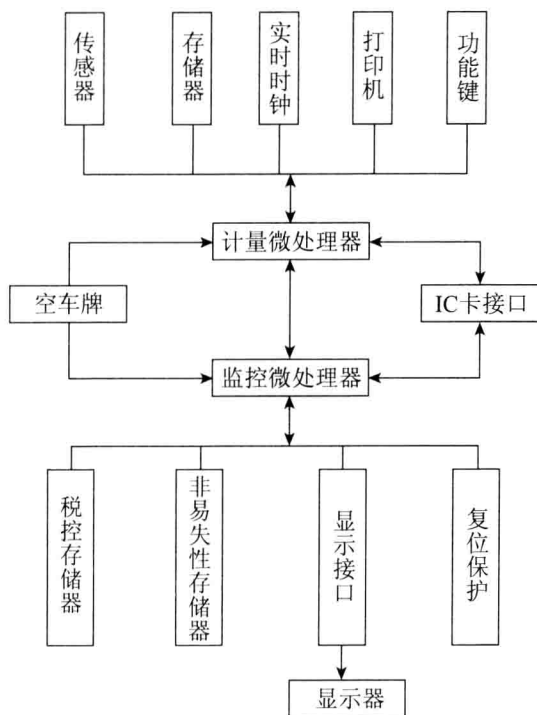 传感器
存储器
实时时钟
打印机
功能键
计量微处理器
空车牌
IC卡接口
监控微处理器
税控存储器
非易失性存储器
显示接口
复位保护
显示器